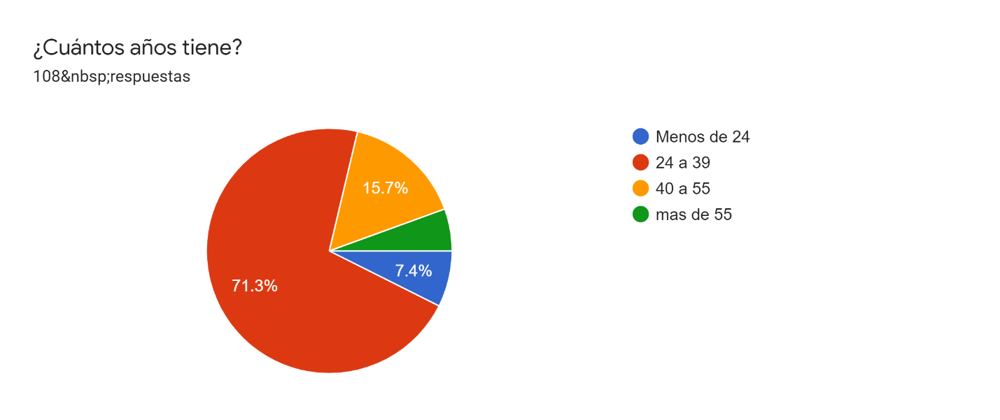 ¿Cuántos años tiene?
108&nbsp;respuestas
Menos de 24
24 a 39
40 a 55
mas de 55
15.7%
7.4%
71.3%